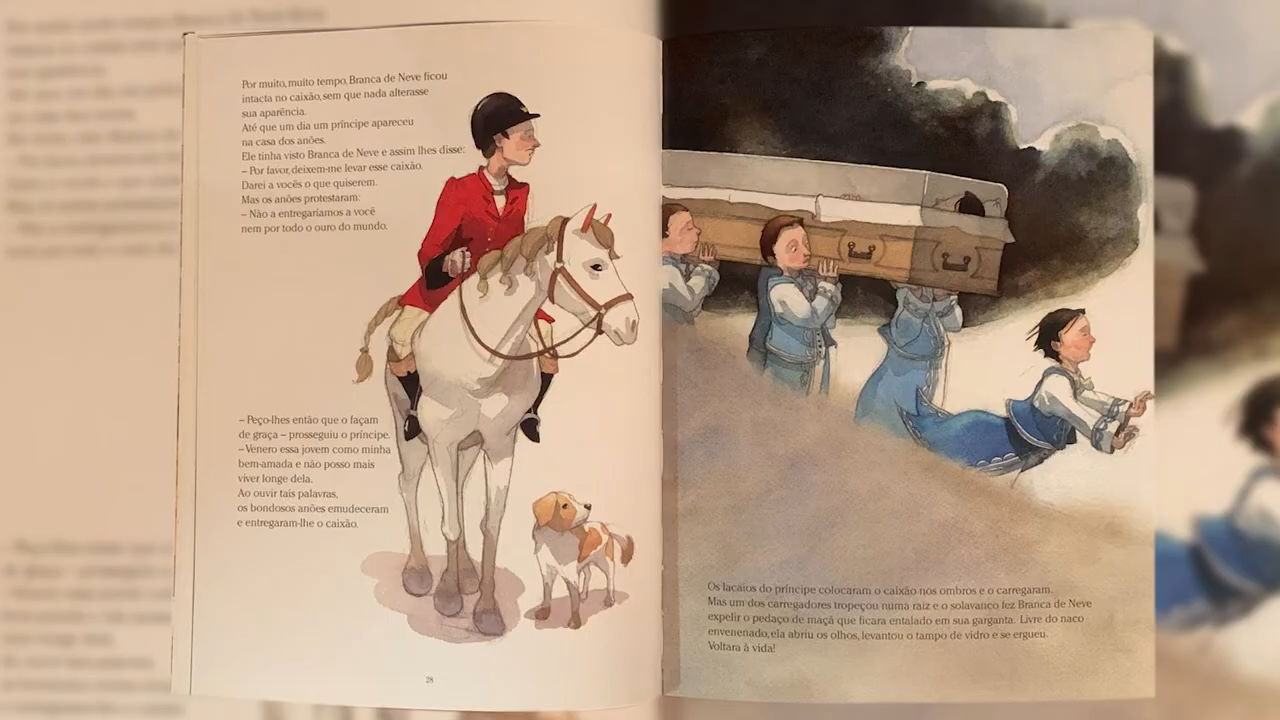 Por muito, muito tempo, Branca de Neve ficou
intacta no caixão, sem que nada alterasse
sua aparência.
Até que um dia um príncipe apareceu
na casa dos anões.
Ele tinha visto Branca de Neve e assim lhes disse:
– Por favor, deixem-me levar esse caixão.
Darei a vocês o que quiserem.
Mas os anões protestaram:
– Não a entregaríamos a você
nem por todo o ouro do mundo.
– Peço-lhes então que o façam
de graça – prosseguiu o príncipe.
– Venero essa jovem como minha
bem-amada e não posso mais
viver longe dela.
Ao ouvir tais palavras,
os bondosos anões emudeceram
e entregaram-lhe o caixão.
28
Os lacaios do príncipe colocaram o caixão nos ombros e o carregaram.
Mas um dos carregadores tropeçou numa raiz e o solavanco fez Branca de Neve
expelir o pedaço de maçã que ficara entalado em sua garganta. Livre do naco
envenenado, ela abriu os olhos, levantou o tampo de vidro e se ergueu.
Voltara à vida!